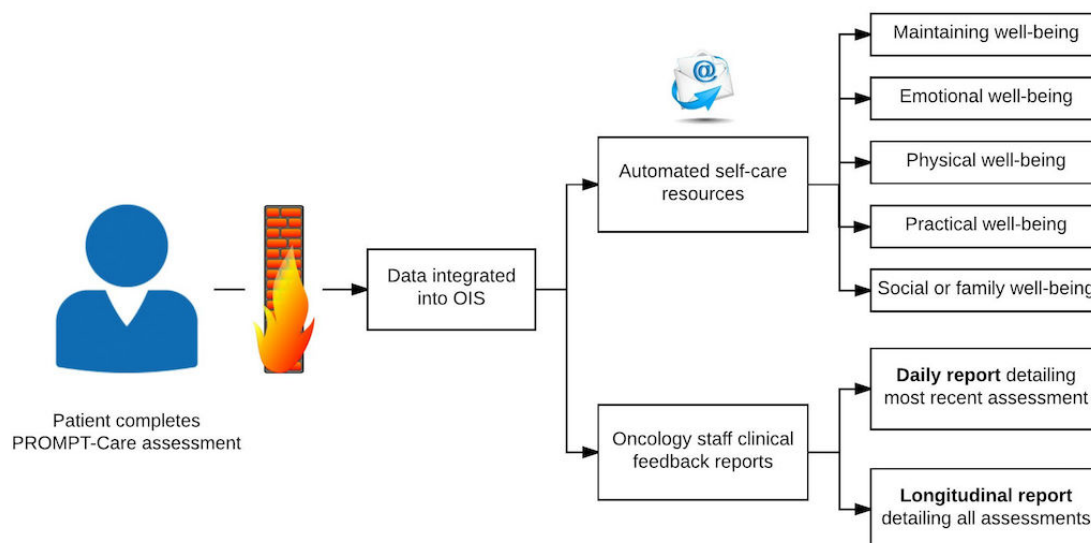 Patient completes
PROMPT-Care assessment
Data integrated
into OIS
@
Automated self-care
resources
Oncology staff clinical
feedback reports
Maintaining well-being
Emotional well-being
Physical well-being
Practical well-being
Social or family well-being
Daily report detailing
most recent assessment
Longitudinal report
detailing all assessments